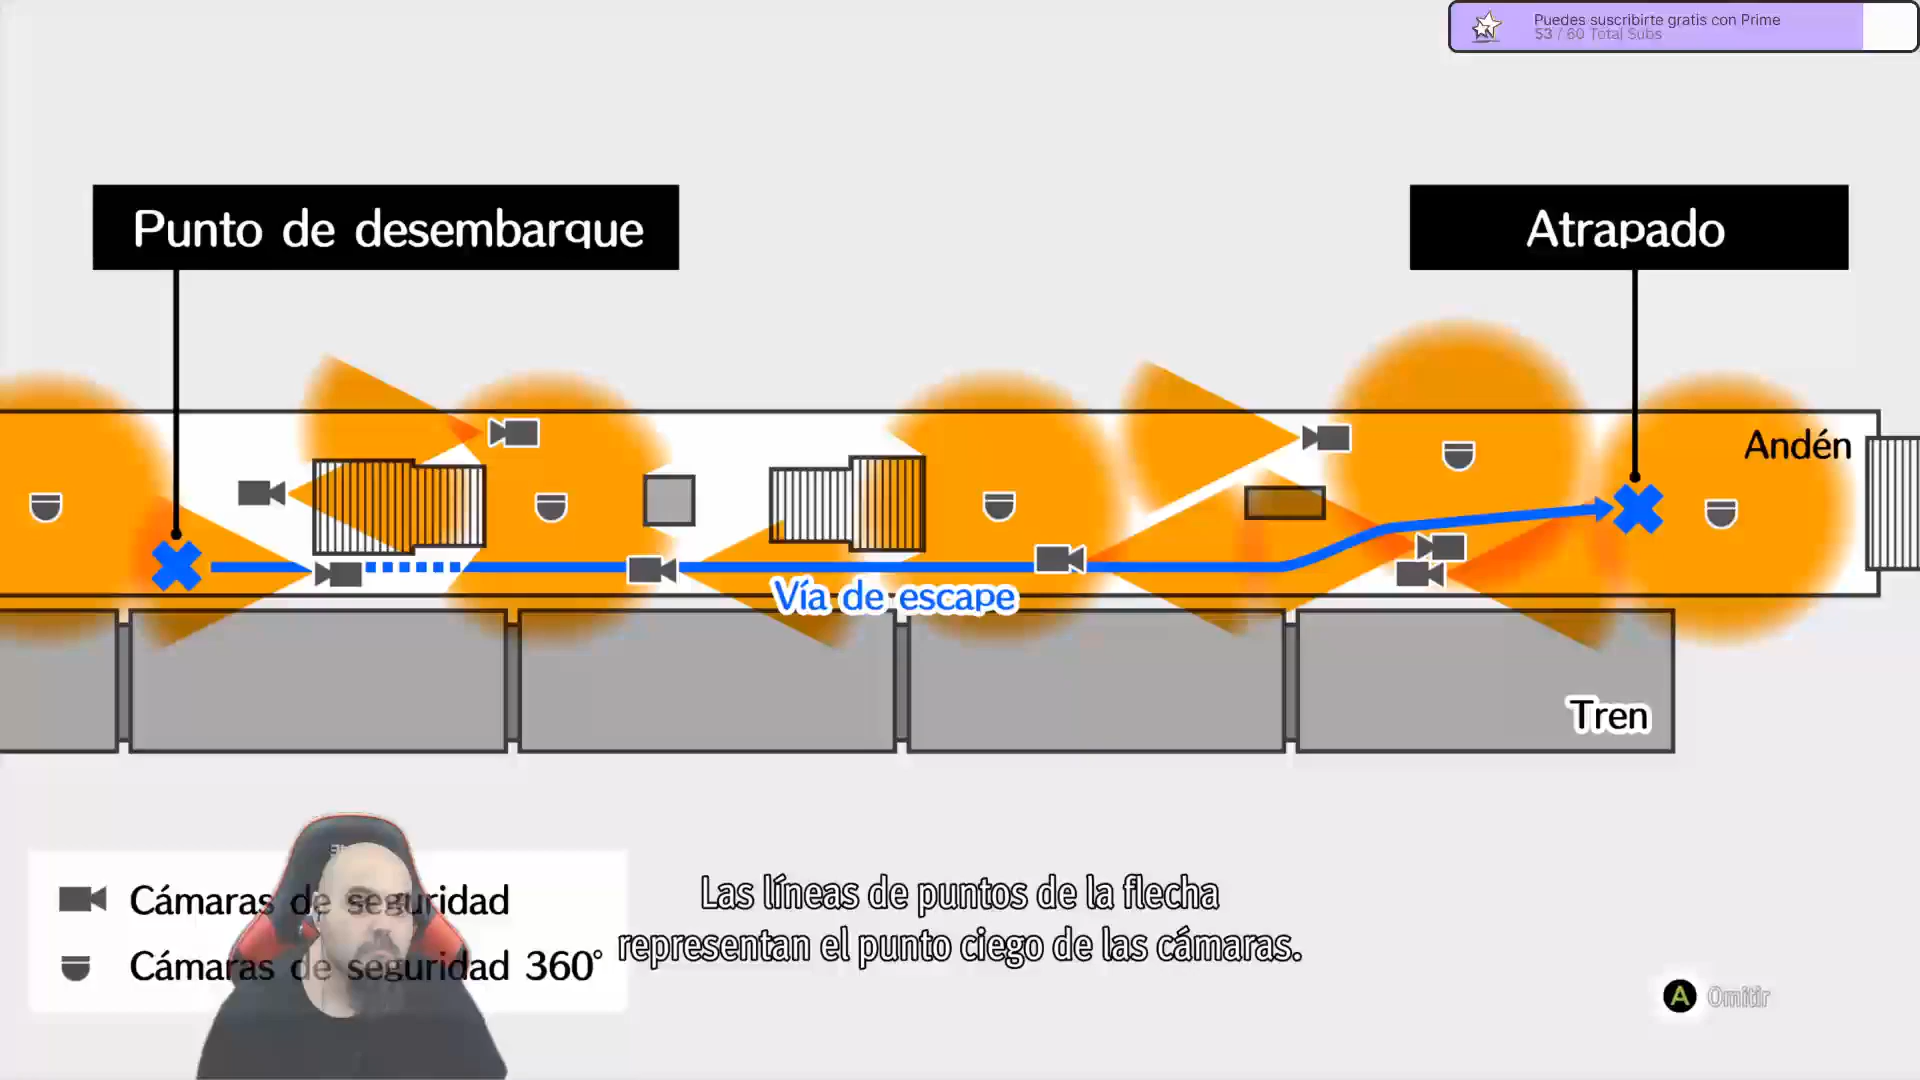 Puedes suscribirte gratis con Prime
53 / 60 Total Subs
Punto de desembarque
Atrapado
Andén
Vía de escape
Tren
Cámaras de seguridad
Cámaras de seguridad 360°
Las líneas de puntos de la flecha
representan el punto ciego de las cámaras.
A Omitir